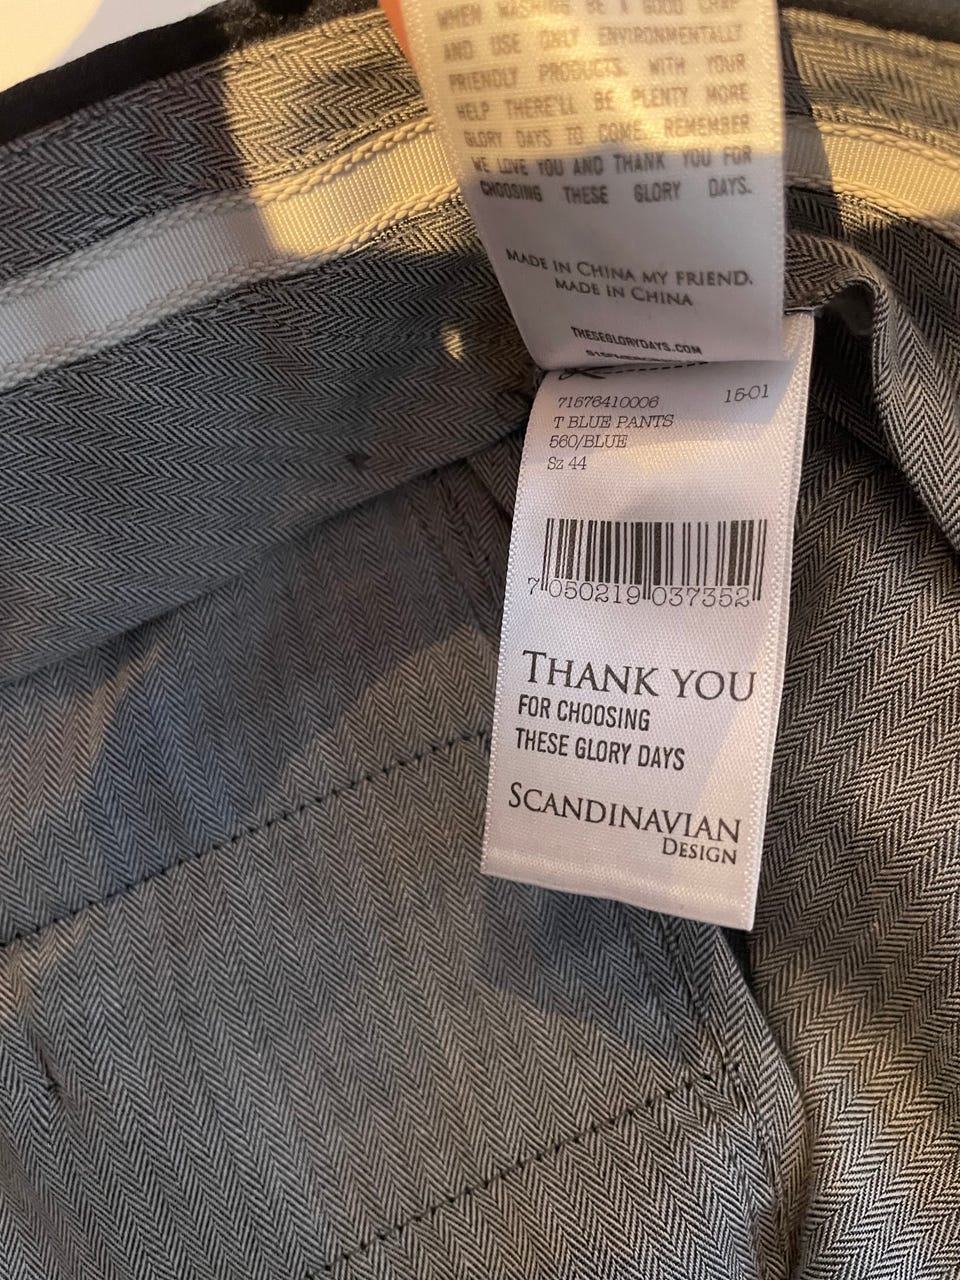 WHEN WASHING BE A GOOD CHAP
AND USE ONLY ENVIRONMENTALLY
FRIENDLY PRODUCTS. WITH YOUR
HELP THERE'LL BE PLENTY MORE
GLORY DAYS TO COME. REMEMBER
WE LOVE YOU AND THANK YOU FOR
CHOOSING THESE GLORY DAYS.
MADE IN CHINA MY FRIEND.
MADE IN CHINA
THESEGLORYDAYS.COM
71576410006 15-01
T BLUE PANTS
560/BLUE
Sz 44
7 050219 037352
THANK YOU
FOR CHOOSING
THESE GLORY DAYS
SCANDINAVIAN
DESIGN